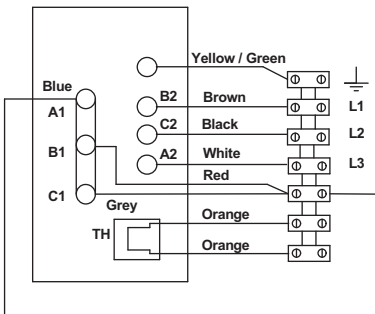 Yellow / Green
Blue
B2 Brown L1
A1
C2 Black L2
B1
A2 White L3
Red
C1
Grey
Orange
TH
Orange